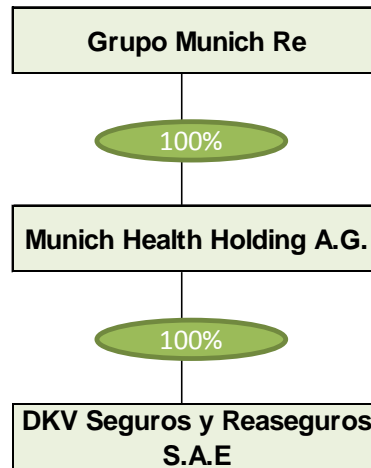 Grupo Munich Re
100%
Munich Health Holding A.G.
100%
DKV Seguros y Reaseguros
S.A.E